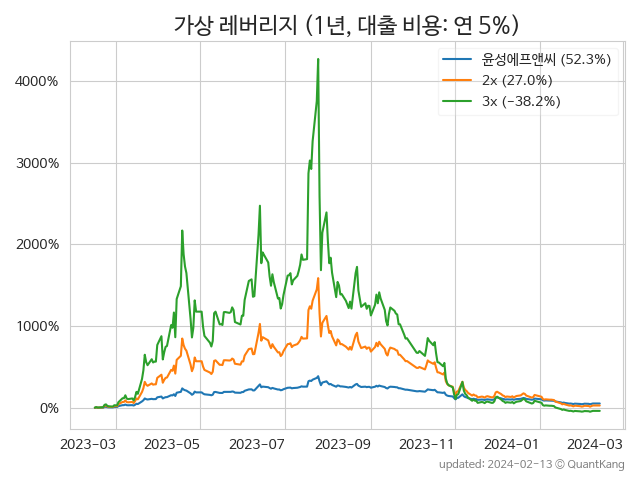 가상 레버리지 (1년, 대출 비용: 연 5%)
윤성에프앤씨 (52.3%)
2x (27.0%)
3x (-38.2%)
4000%
3000%
2000%
1000%
0%
2023-03 2023-05 2023-07 2023-09 2023-11 2024-01 2024-03
updated: 2024-02-13 © QuantKang